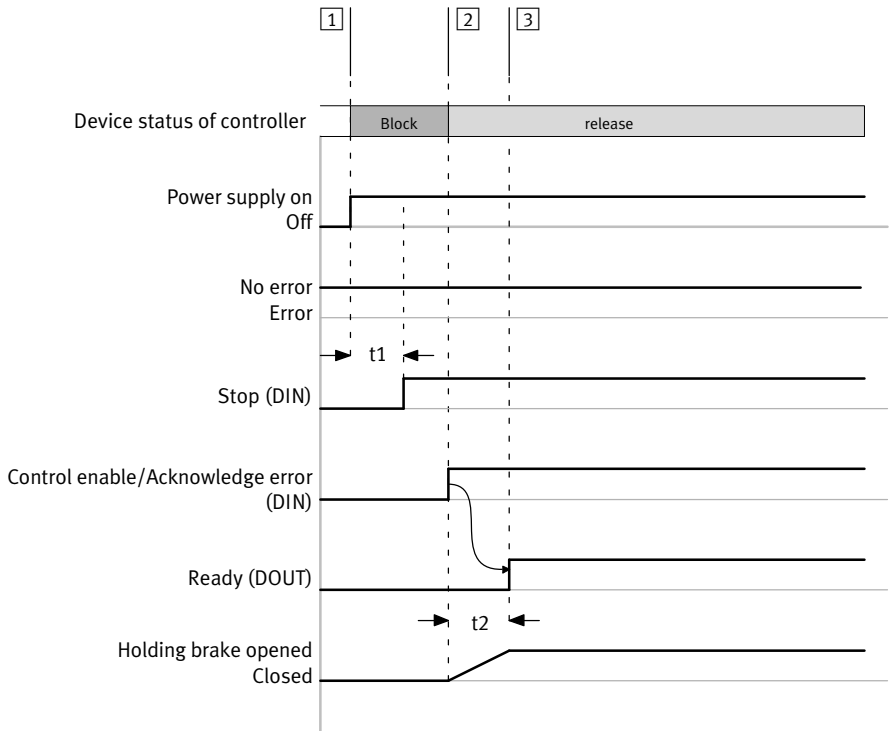 1 2 3
Device status of controller Block release
Power supply on
Off
No error
Error
t1
Stop (DIN)
Control enable/Acknowledge error
(DIN)
Ready (DOUT)
t2
Holding brake opened
Closed